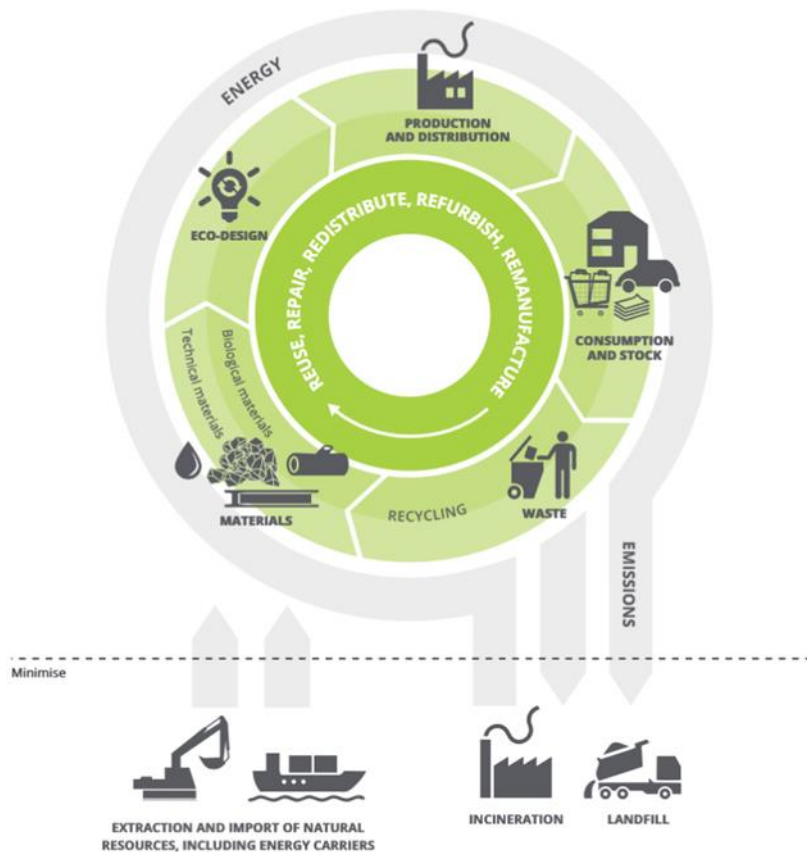 ENERGY
PRODUCTION
AND DISTRIBUTION
ECO-DESIGN
REUSE, REPAIR, REDISTRIBUTE, REFURBISH, REMANUFACTURE
CONSUMPTION
AND STOCK
Technical materials
Biological materials
MATERIALS
RECYCLING
WASTE
EMISSIONS
Minimise
EXTRACTION AND IMPORT OF NATURAL
RESOURCES, INCLUDING ENERGY CARRIERS
INCINERATION
LANDFILL